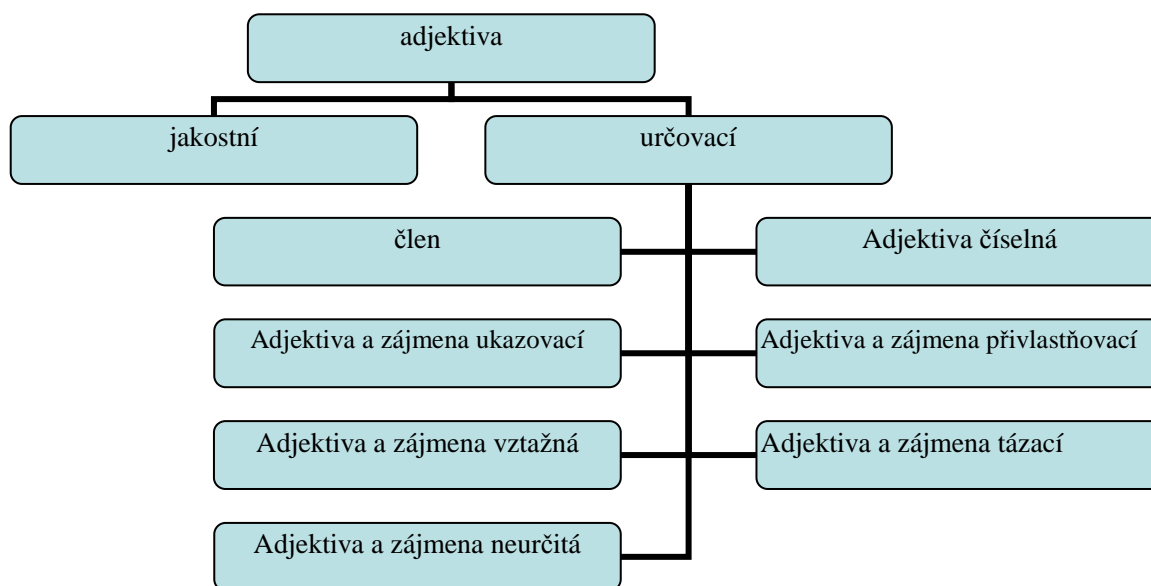 adjektiva
jakostní
určovací
člen
Adjektiva číselná
Adjektiva a zájmena ukazovací
Adjektiva a zájmena přivlastňovací
Adjektiva a zájmena vztažná
Adjektiva a zájmena tázací
Adjektiva a zájmena neurčitá